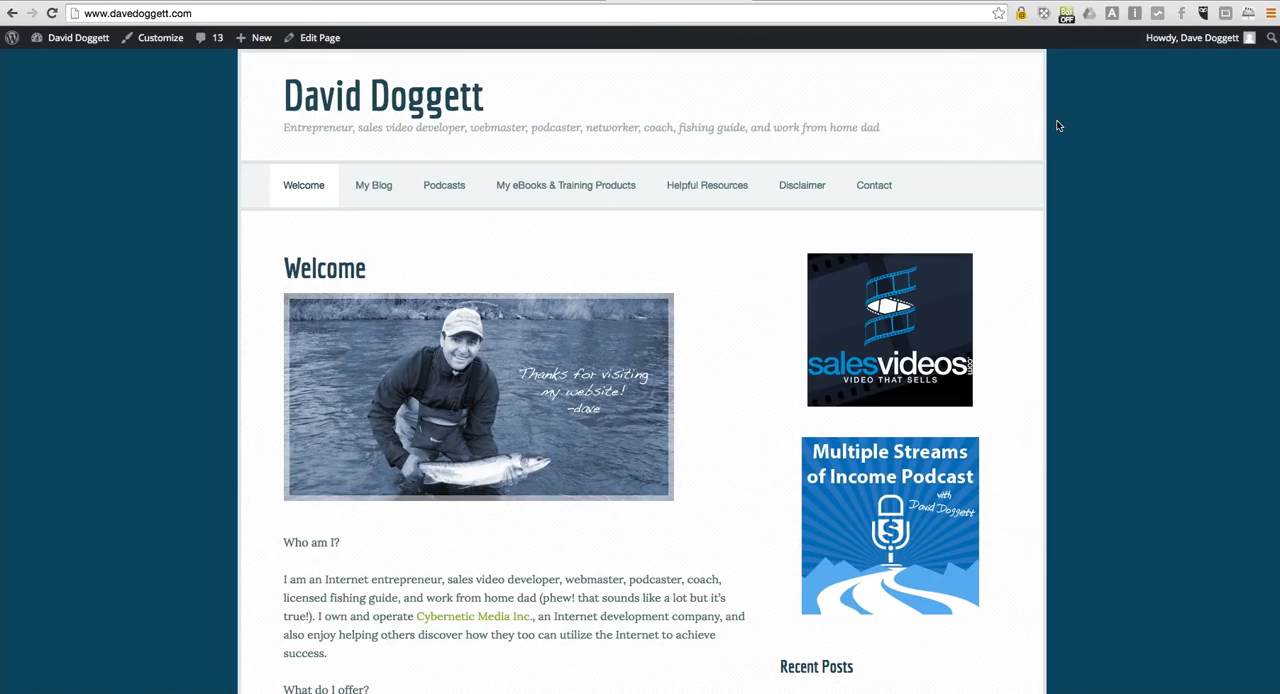 www.davedoggett.com
David Doggett Customize 13 New Edit Page Howdy, Dave Doggett
David Doggett
Entrepreneur, sales video developer, webmaster, podcaster, networker, coach, fishing guide, and work from home dad
Welcome My Blog Podcasts My eBooks & Training Products Helpful Resources Disclaimer Contact
Welcome
Thanks for visiting
my website!
-dave
salesvideos.com
VIDEO THAT SELLS
Multiple Streams
of Income Podcast
with
David Doggett
$
Who am I?
I am an Internet entrepreneur, sales video developer, webmaster, podcaster, coach,
licensed fishing guide, and work from home dad (phew! that sounds like a lot but it's
true!). I own and operate Cybernetic Media Inc., an Internet development company, and
also enjoy helping others discover how they too can utilize the Internet to achieve
success.
Recent Posts
What do I offer?